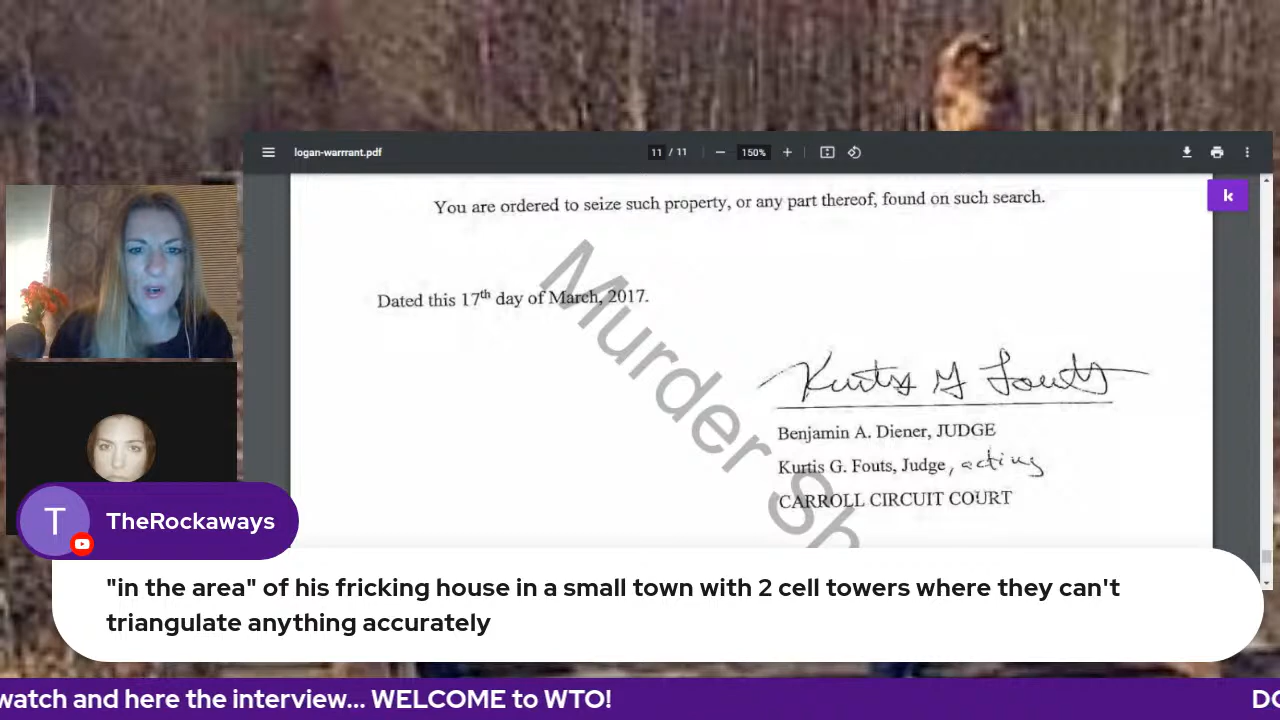 logan-warrrant.pdf
11 / 11
150%
You are ordered to seize such property, or any part thereof, found on such search.
k
Dated this 17th day of March, 2017.
Murder Sh
Kurtis G Fouts
Benjamin A. Diener, JUDGE
Kurtis G. Fouts, Judge, acting
CARROLL CIRCUIT COURT
T
TheRockaways
"in the area" of his fricking house in a small town with 2 cell towers where they can't
triangulate anything accurately
watch and here the interview... WELCOME to WTO!
DO